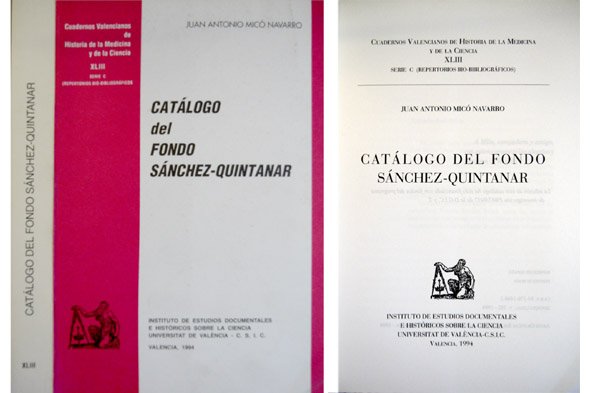 CATÁLOGO DEL FONDO SÁNCHEZ-QUINTANAR
XLIII
Cuadernos Valencianos
de
Historia de la Medicina
y de la Ciencia
XLIII
SERIE C
(REPERTORIOS BIO-BIBLIOGRÁFICOS
JUAN ANTONIO MICÓ NAVARRO
CATÁLOGO
del
FONDO
SÁNCHEZ-QUINTANAR
INSTITUTO DE ESTUDIOS DOCUMENTALES
E HISTÓRICOS SOBRE LA CIENCIA
UNIVERSITAT DE VALÈNCIA - C. S. I. C.
VALENCIA, 1994
CUADERNOS VALENCIANOS DE HISTORIA DE LA MEDICINA
Y DE LA CIENCIA
XLIII
SERIE C (REPERTORIOS BIO-BIBLIOGRÁFICOS)
JUAN ANTONIO MICÓ NAVARRO
CATÁLOGO DEL FONDO
SÁNCHEZ-QUINTANAR
INSTITUTO DE ESTUDIOS DOCUMENTALES
E HISTÓRICOS SOBRE LA CIENCIA
UNIVERSITAT DE VALENCIA-C.S.I.C.
VALENCIA, 1994